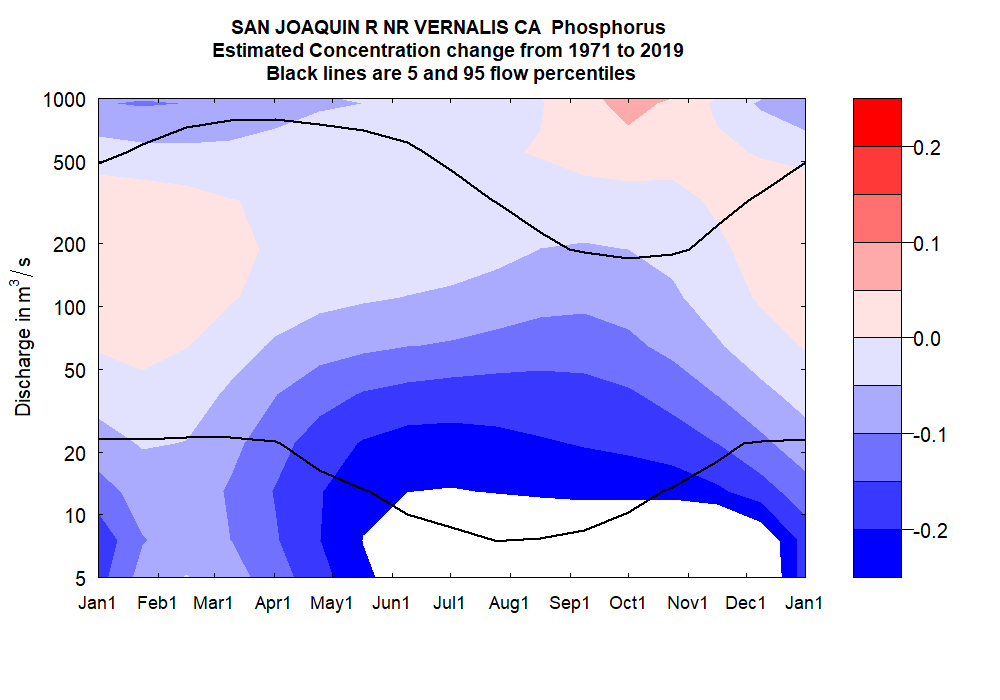 SAN JOAQUIN R NR VERNALIS CA  Phosphorus
Estimated Concentration change from 1971 to 2019
Black lines are 5 and 95 flow percentiles
Discharge in m³ / s
1000
500
200
100
50
20
10
5
Jan1 Feb1 Mar1 Apr1 May1 Jun1 Jul1 Aug1 Sep1 Oct1 Nov1 Dec1 Jan1
0.2
0.1
0.0
-0.1
-0.2